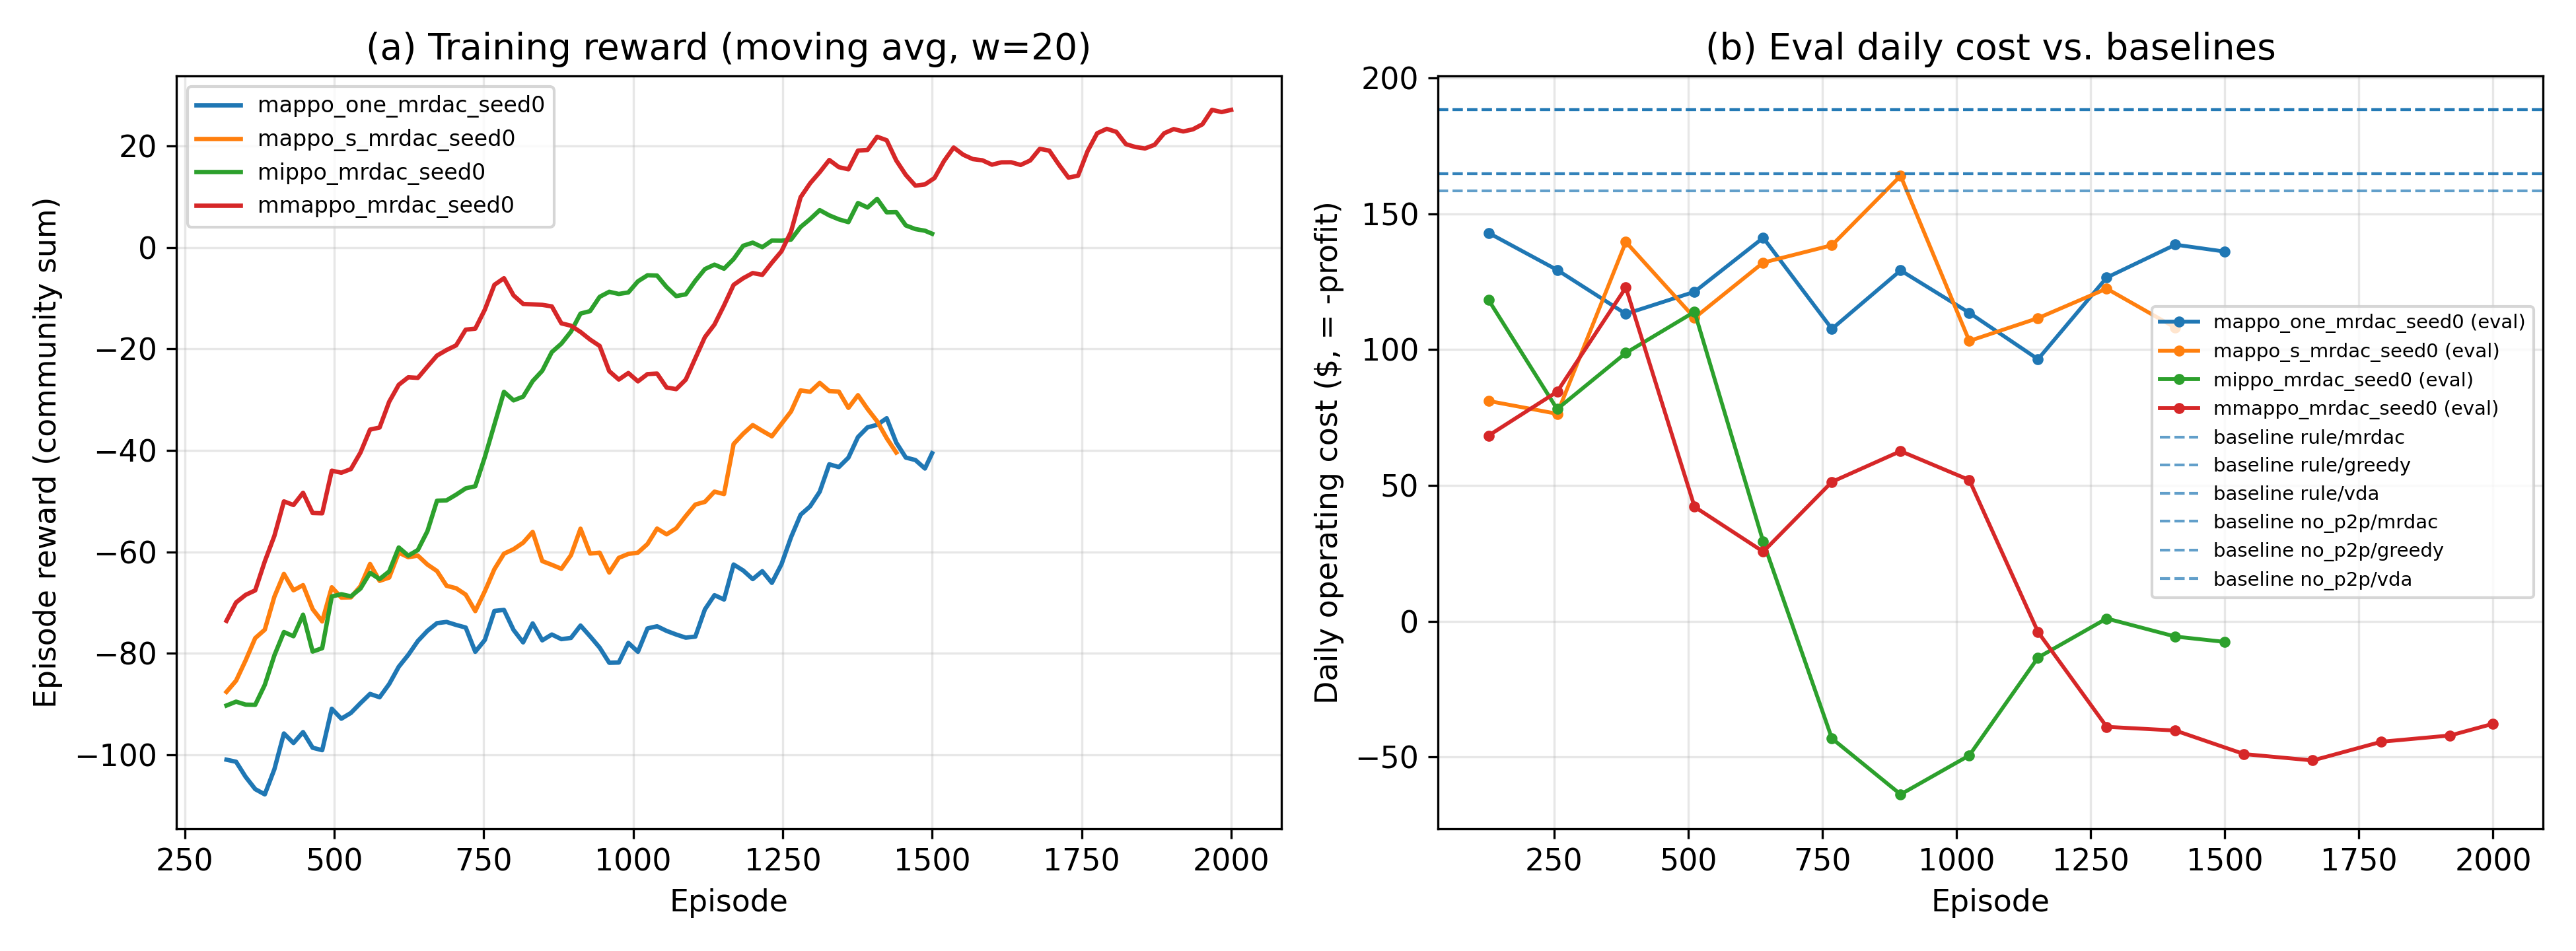 (a) Training reward (moving avg, w=20)
Episode reward (community sum)
20
0
−20
−40
−60
−80
−100
mappo_one_mrdac_seed0
mappo_s_mrdac_seed0
mippo_mrdac_seed0
mmappo_mrdac_seed0
250 500 750 1000 1250 1500 1750 2000
Episode
(b) Eval daily cost vs. baselines
Daily operating cost ($, = -profit)
200
150
100
50
0
−50
mappo_one_mrdac_seed0 (eval)
mappo_s_mrdac_seed0 (eval)
mippo_mrdac_seed0 (eval)
mmappo_mrdac_seed0 (eval)
baseline rule/mrdac
baseline rule/greedy
baseline rule/vda
baseline no_p2p/mrdac
baseline no_p2p/greedy
baseline no_p2p/vda
250 500 750 1000 1250 1500 1750 2000
Episode